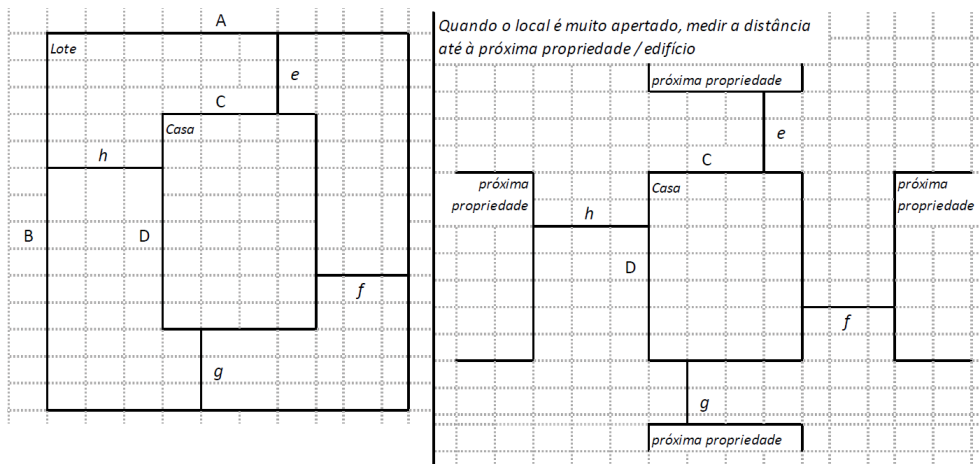 A
Lote
e
C
Casa
h
B
D
f
g
Quando o local é muito apertado, medir a distância
até à próxima propriedade / edifício
próxima propriedade
e
C
próxima
propriedade
Casa
próxima
propriedade
h
D
f
g
próxima propriedade